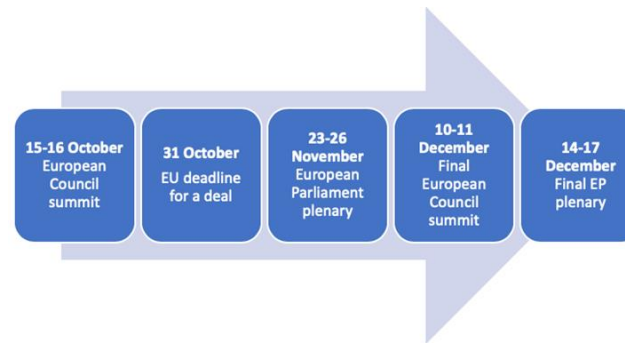 15-16 October
European
Council
summit
31 October
EU deadline
for a deal
23-26
November
European
Parliament
plenary
10-11
December
Final
European
Council
summit
14-17
December
Final EP
plenary